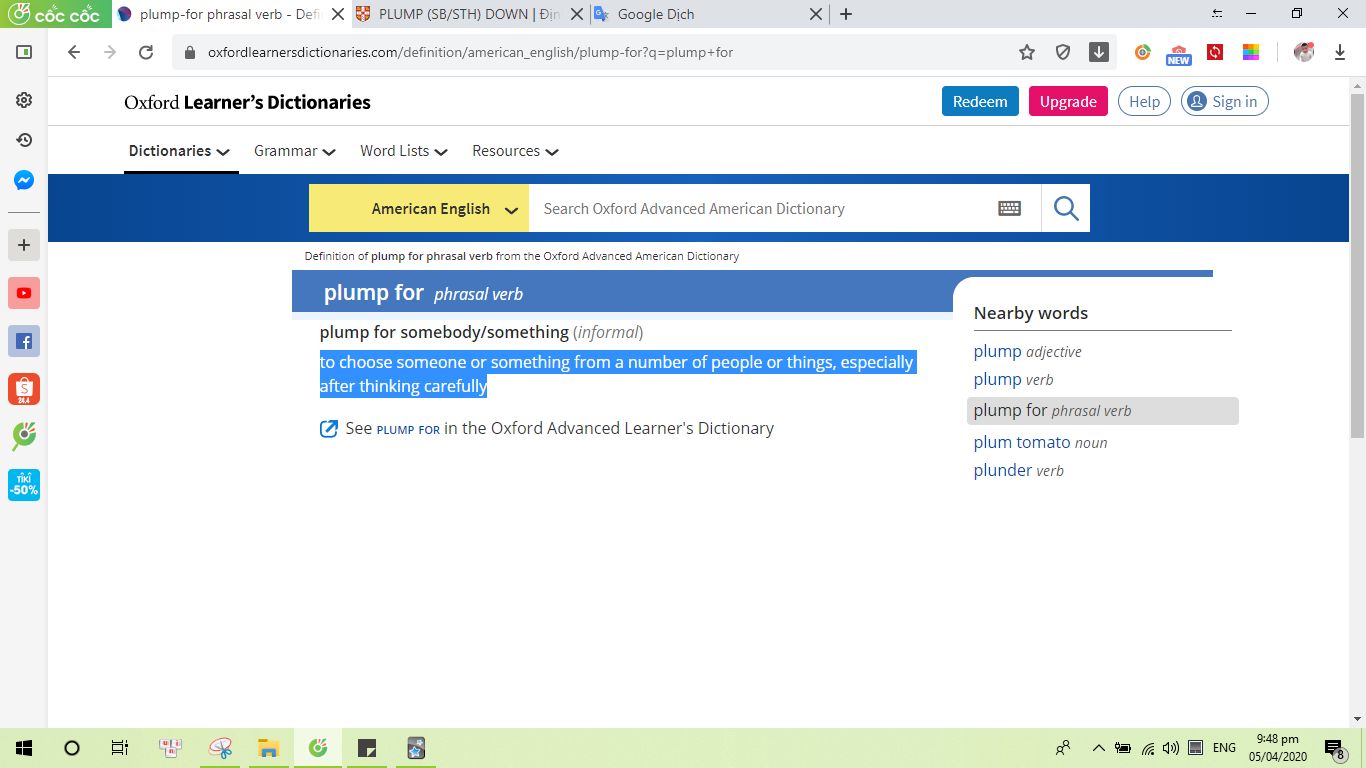 cốc cốc
plump-for phrasal verb - Defi
PLUMP (SB/STH) DOWN | Địn
Google Dịch
oxfordlearnersdictionaries.com/definition/american_english/plump-for?q=plump+for
NEW
Oxford Learner's Dictionaries
Redeem
Upgrade
Help
Sign in
Dictionaries
Grammar
Word Lists
Resources
American English
Search Oxford Advanced American Dictionary
Definition of plump for phrasal verb from the Oxford Advanced American Dictionary
plump for phrasal verb
plump for somebody/something (informal)
to choose someone or something from a number of people or things, especially
after thinking carefully
See PLUMP FOR in the Oxford Advanced Learner's Dictionary
Nearby words
plump adjective
plump verb
plump for phrasal verb
plum tomato noun
plunder verb
24.4
TIKI
-50%
ENG
9:48 pm
05/04/2020
8